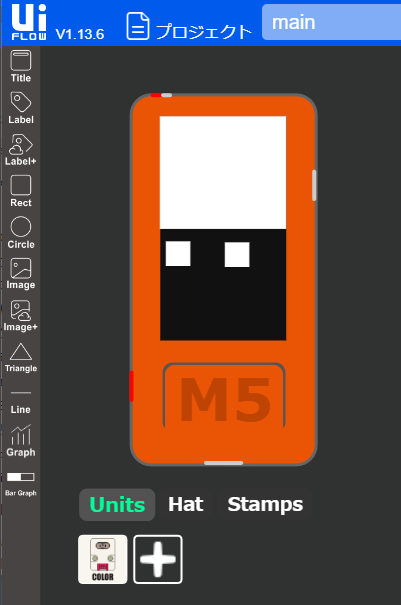 Ui
FLOW
V1.13.6
プロジェクト
main
Title
Label
Label+
Rect
Circle
Image
Image+
Triangle
Line
Graph
Bar Graph
M5
Units
Hat
Stamps
COLOR